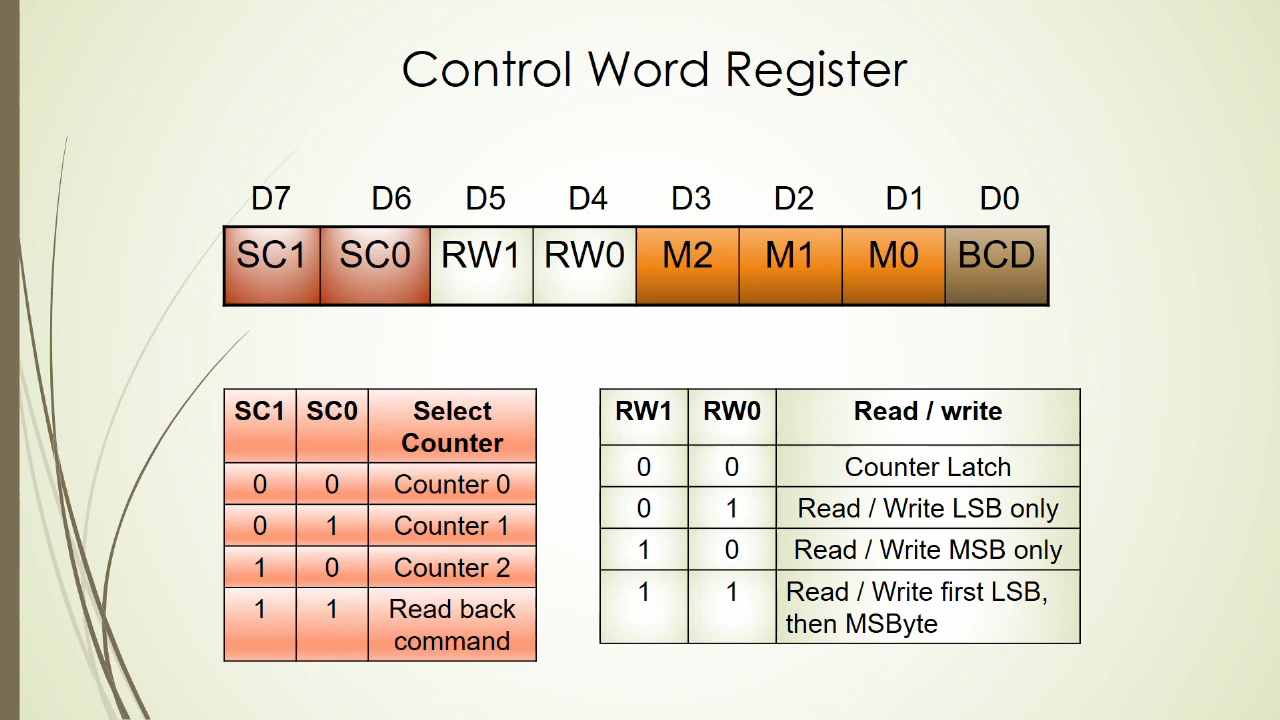 Control Word Register
D7 D6 D5 D4 D3 D2 D1 D0
SC1 SC0 RW1 RW0 M2 M1 M0 BCD
SC1 SC0 Select
Counter
0 0 Counter 0
0 1 Counter 1
1 0 Counter 2
1 1 Read back
command
RW1 RW0 Read / write
0 0 Counter Latch
0 1 Read / Write LSB only
1 0 Read / Write MSB only
1 1 Read / Write first LSB,
then MSByte